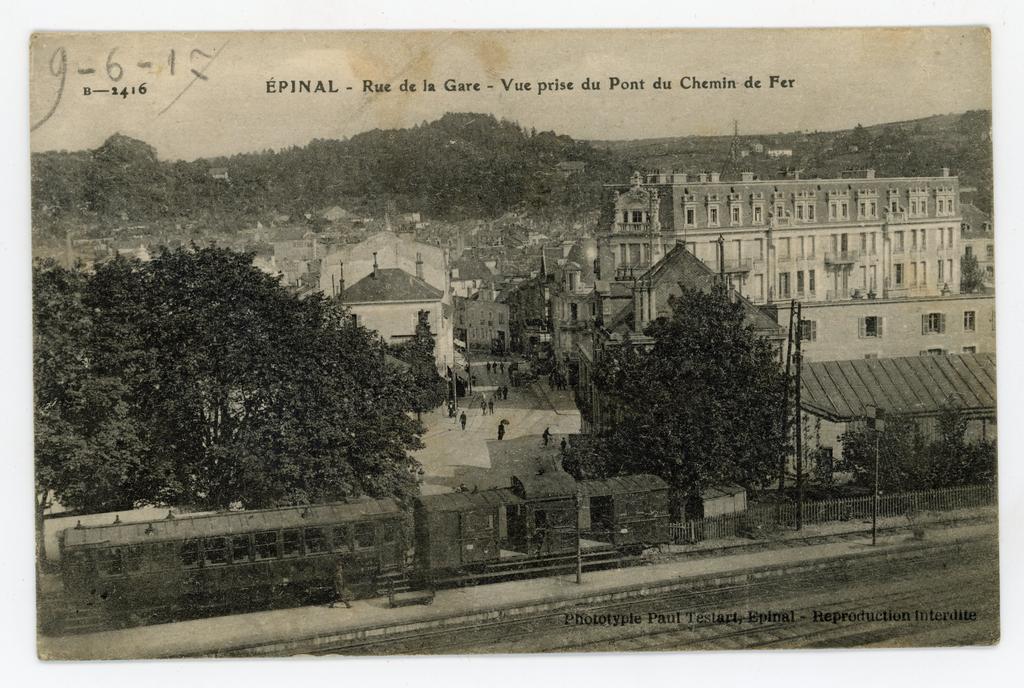 9-6-17
B—2416
ÉPINAL - Rue de la Gare - Vue prise du Pont du Chemin de Fer
Phototypie Paul Testart, Epinal - Reproduction interdite